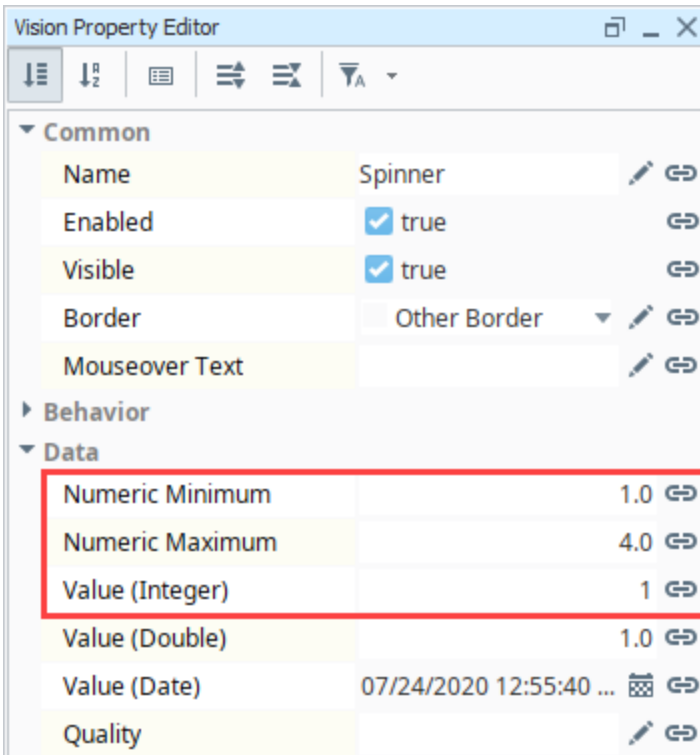 Vision Property Editor
Common
Name Spinner
Enabled true
Visible true
Border Other Border
Mouseover Text
Behavior
Data
Numeric Minimum 1.0
Numeric Maximum 4.0
Value (Integer) 1
Value (Double) 1.0
Value (Date) 07/24/2020 12:55:40 ...
Quality